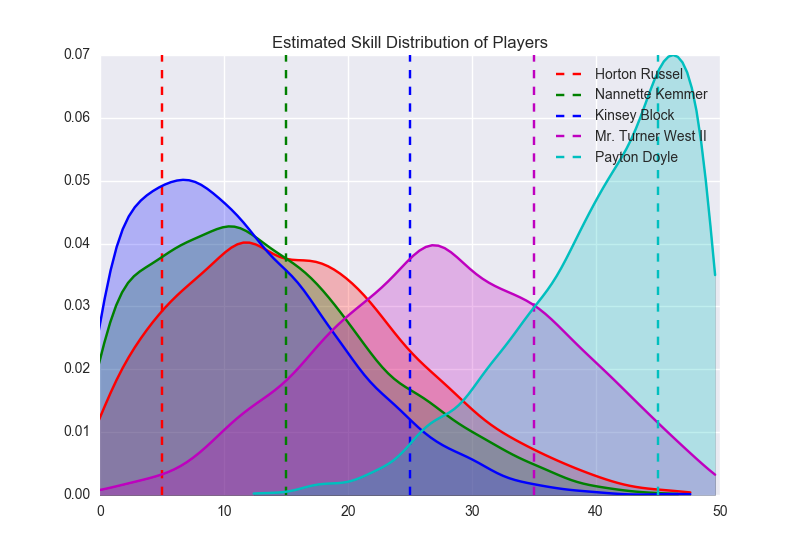 Estimated Skill Distribution of Players
0.07
0.06
0.05
0.04
0.03
0.02
0.01
0.00
Horton Russel
Nannette Kemmer
Kinsey Block
Mr. Turner West II
Payton Doyle
0 10 20 30 40 50